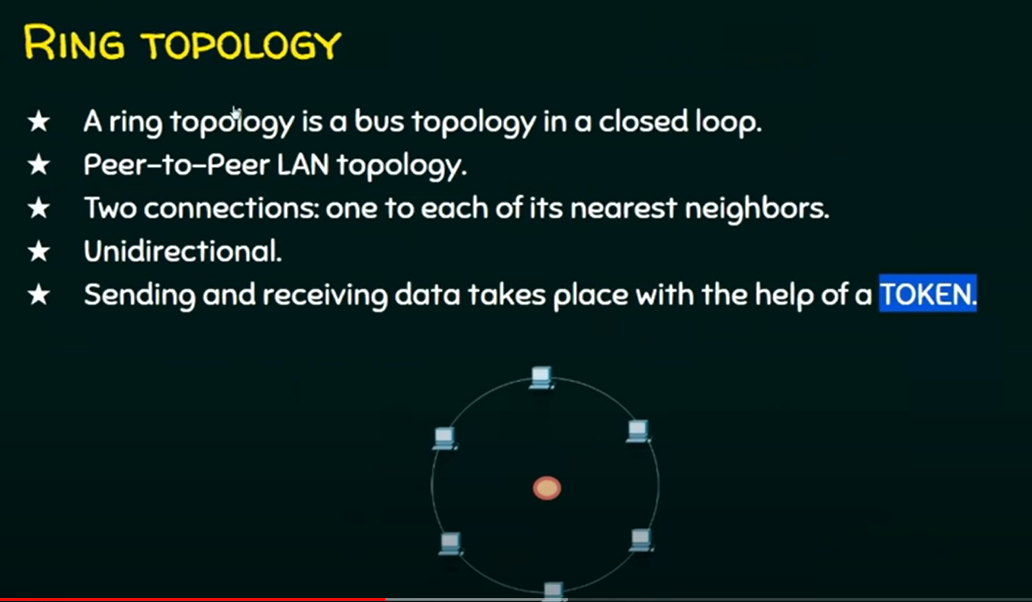 RING TOPOLOGY
★ A ring topology is a bus topology in a closed loop.
★ Peer-to-Peer LAN topology.
★ Two connections: one to each of its nearest neighbors.
★ Unidirectional.
★ Sending and receiving data takes place with the help of a TOKEN.